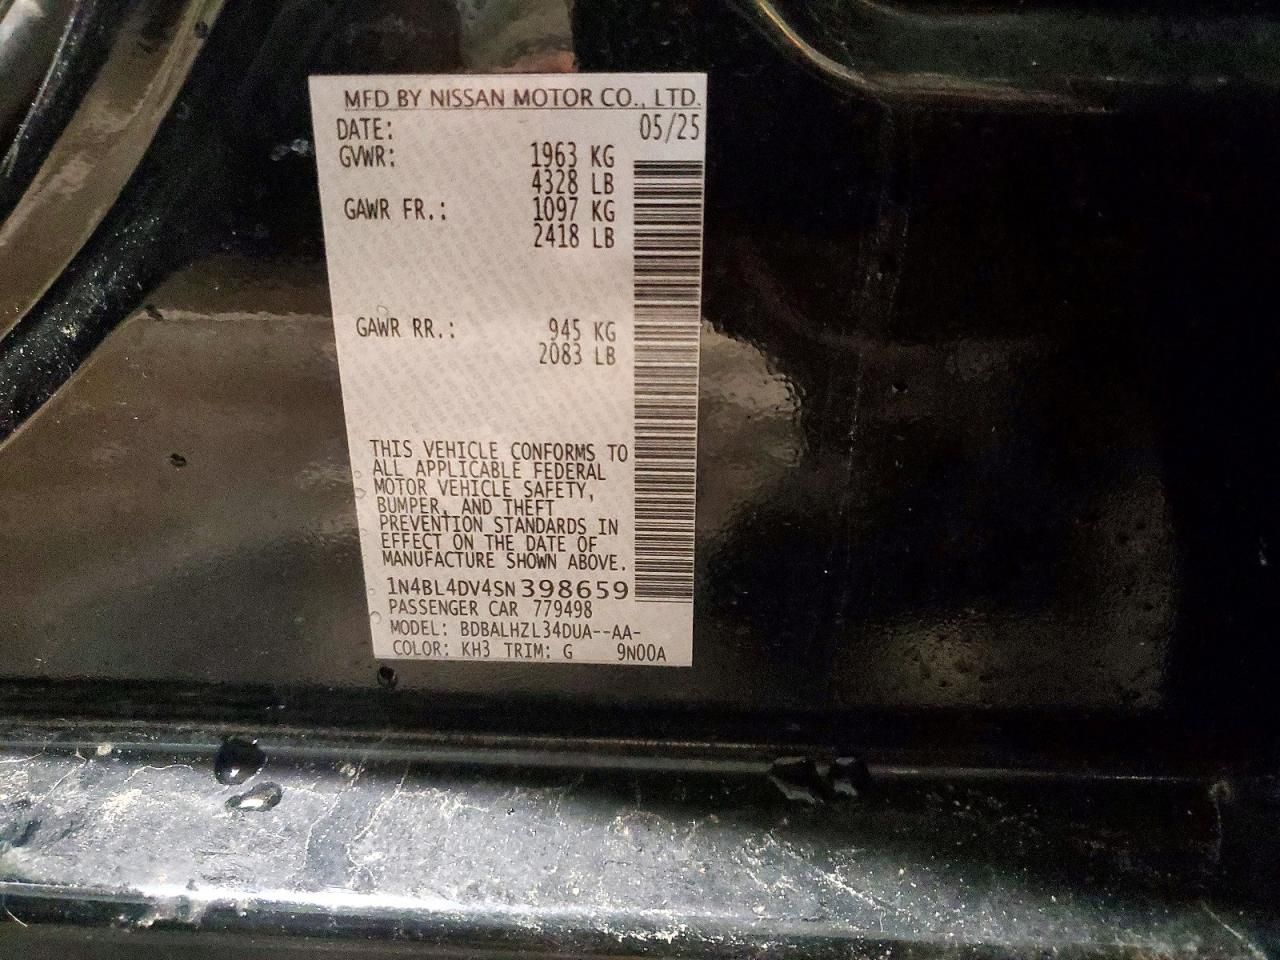 MFD BY NISSAN MOTOR CO., LTD.
DATE: 05/25
GVWR: 1963 KG
4328 LB
GAWR FR.: 1097 KG
2418 LB
GAWR RR.: 945 KG
2083 LB
THIS VEHICLE CONFORMS TO
ALL APPLICABLE FEDERAL
MOTOR VEHICLE SAFETY,
BUMPER, AND THEFT
PREVENTION STANDARDS IN
EFFECT ON THE DATE OF
MANUFACTURE SHOWN ABOVE.
1N4BL4DV4SN398659
PASSENGER CAR 779498
MODEL: BDBALHZL34DUA--AA-
COLOR: KH3 TRIM: G 9N00A